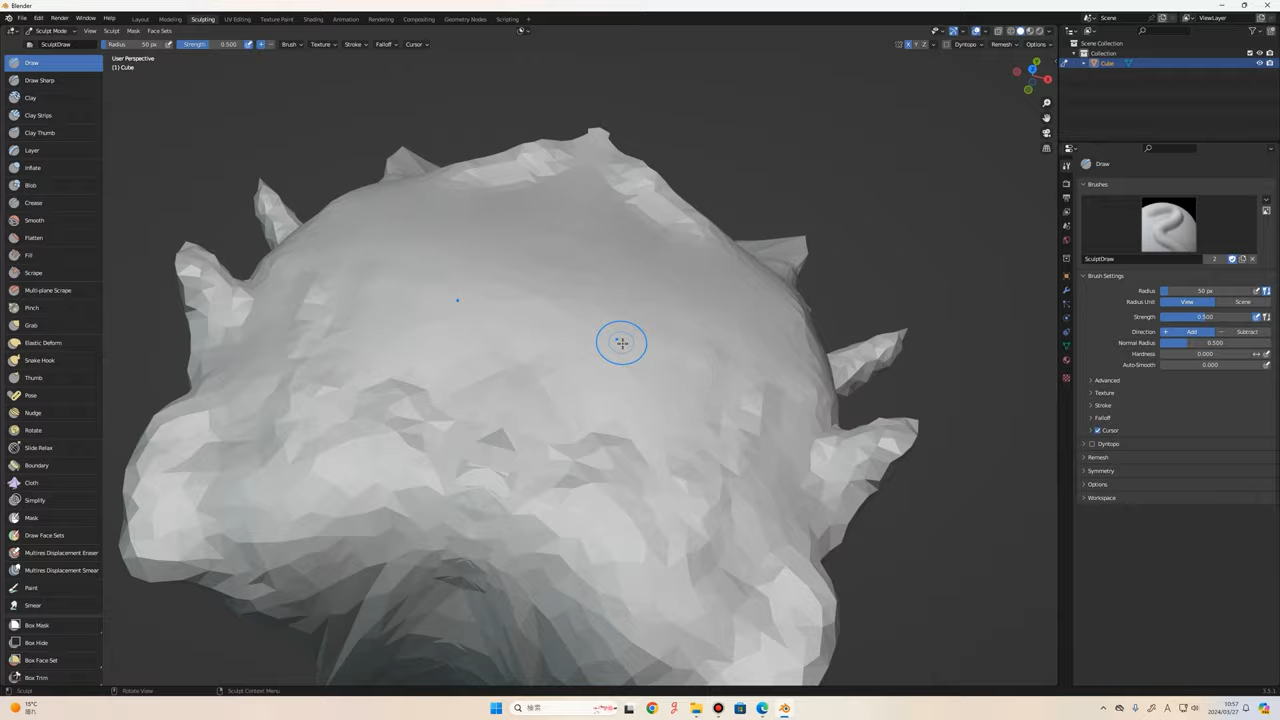 Blender
File Edit Render Window Help Layout Modeling Sculpting UV Editing Texture Paint Shading Animation Rendering Compositing Geometry Nodes Scripting + Scene ViewLayer
Sculpt Mode View Sculpt Mask Face Sets
SculptDraw Radius 50 px Strength 0.500 + − Brush Texture Stroke Falloff Cursor X Y Z Dyntopo Remesh Options
User Perspective
(1) Cube
Draw
Draw Sharp
Clay
Clay Strips
Clay Thumb
Layer
Inflate
Blob
Crease
Smooth
Flatten
Fill
Scrape
Multi-plane Scrape
Pinch
Grab
Elastic Deform
Snake Hook
Thumb
Pose
Nudge
Rotate
Slide Relax
Boundary
Cloth
Simplify
Mask
Draw Face Sets
Multires Displacement Eraser
Multires Displacement Smear
Paint
Smear
Box Mask
Box Hide
Box Face Set
Box Trim
Scene Collection
Collection
Cube
Draw
Brushes
SculptDraw 2
Brush Settings
Radius 50 px
Radius Unit View Scene
Strength 0.500
Direction + Add − Subtract
Normal Radius 0.500
Hardness 0.000
Auto-Smooth 0.000
Advanced
Texture
Stroke
Falloff
Cursor
Dyntopo
Remesh
Symmetry
Options
Workspace
Sculpt Rotate View Sculpt Context Menu 3.5.1
15°C
晴れ
検索
10:57
2024/03/27